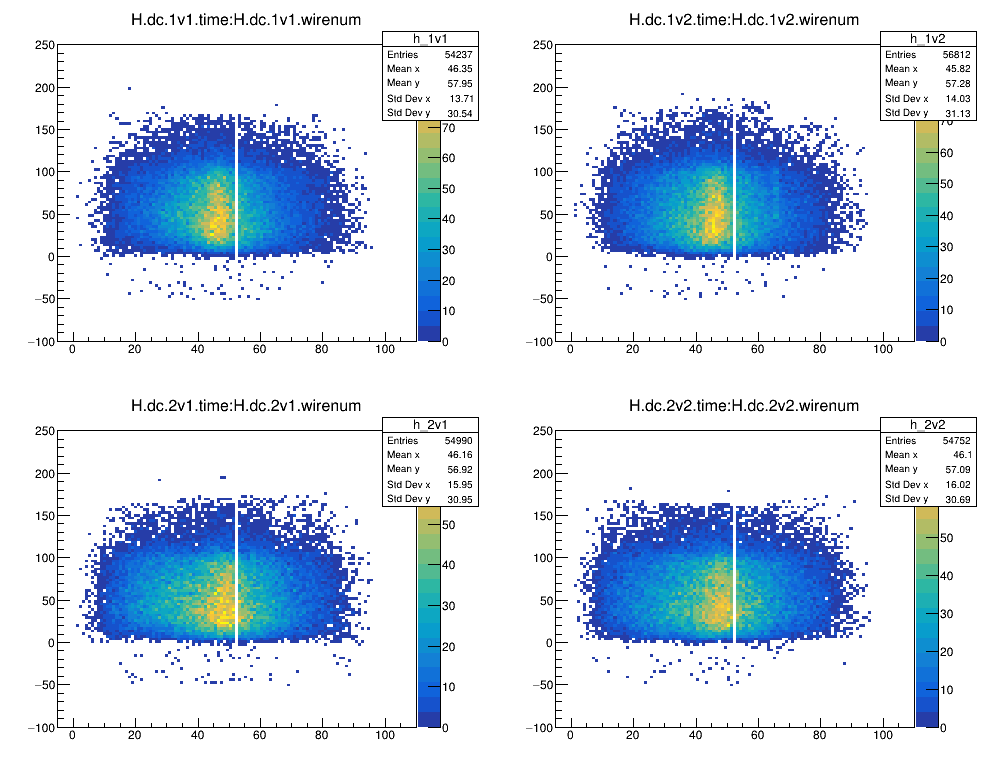 H.dc.1v1.time:H.dc.1v1.wirenum
h_1v1
Entries 54237
Mean x 46.35
Mean y 57.95
Std Dev x 13.71
Std Dev y 30.54
250
200
150
100
50
0
−50
−100
0 20 40 60 80 100
70
60
50
40
30
20
10
0
H.dc.1v2.time:H.dc.1v2.wirenum
h_1v2
Entries 56812
Mean x 45.82
Mean y 57.28
Std Dev x 14.03
Std Dev y 31.13
250
200
150
100
50
0
−50
−100
0 20 40 60 80 100
70
60
50
40
30
20
10
0
H.dc.2v1.time:H.dc.2v1.wirenum
h_2v1
Entries 54990
Mean x 46.16
Mean y 56.92
Std Dev x 15.95
Std Dev y 30.95
250
200
150
100
50
0
−50
−100
0 20 40 60 80 100
50
40
30
20
10
0
H.dc.2v2.time:H.dc.2v2.wirenum
h_2v2
Entries 54752
Mean x 46.1
Mean y 57.09
Std Dev x 16.02
Std Dev y 30.69
250
200
150
100
50
0
−50
−100
0 20 40 60 80 100
50
40
30
20
10
0